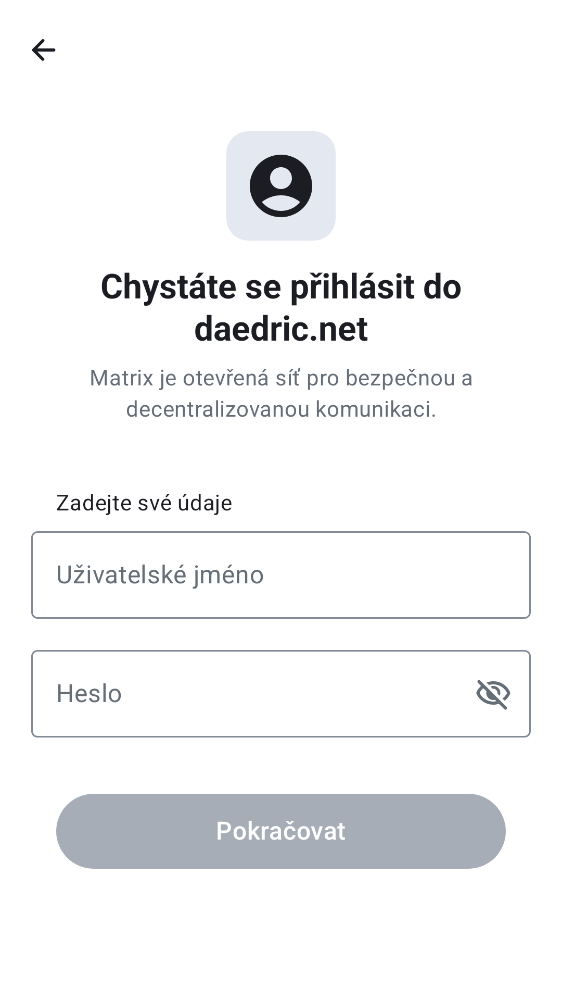 Chystáte se přihlásit do
daedric.net
Matrix je otevřená síť pro bezpečnou a
decentralizovanou komunikaci.
Zadejte své údaje
Uživatelské jméno
Heslo
Pokračovat